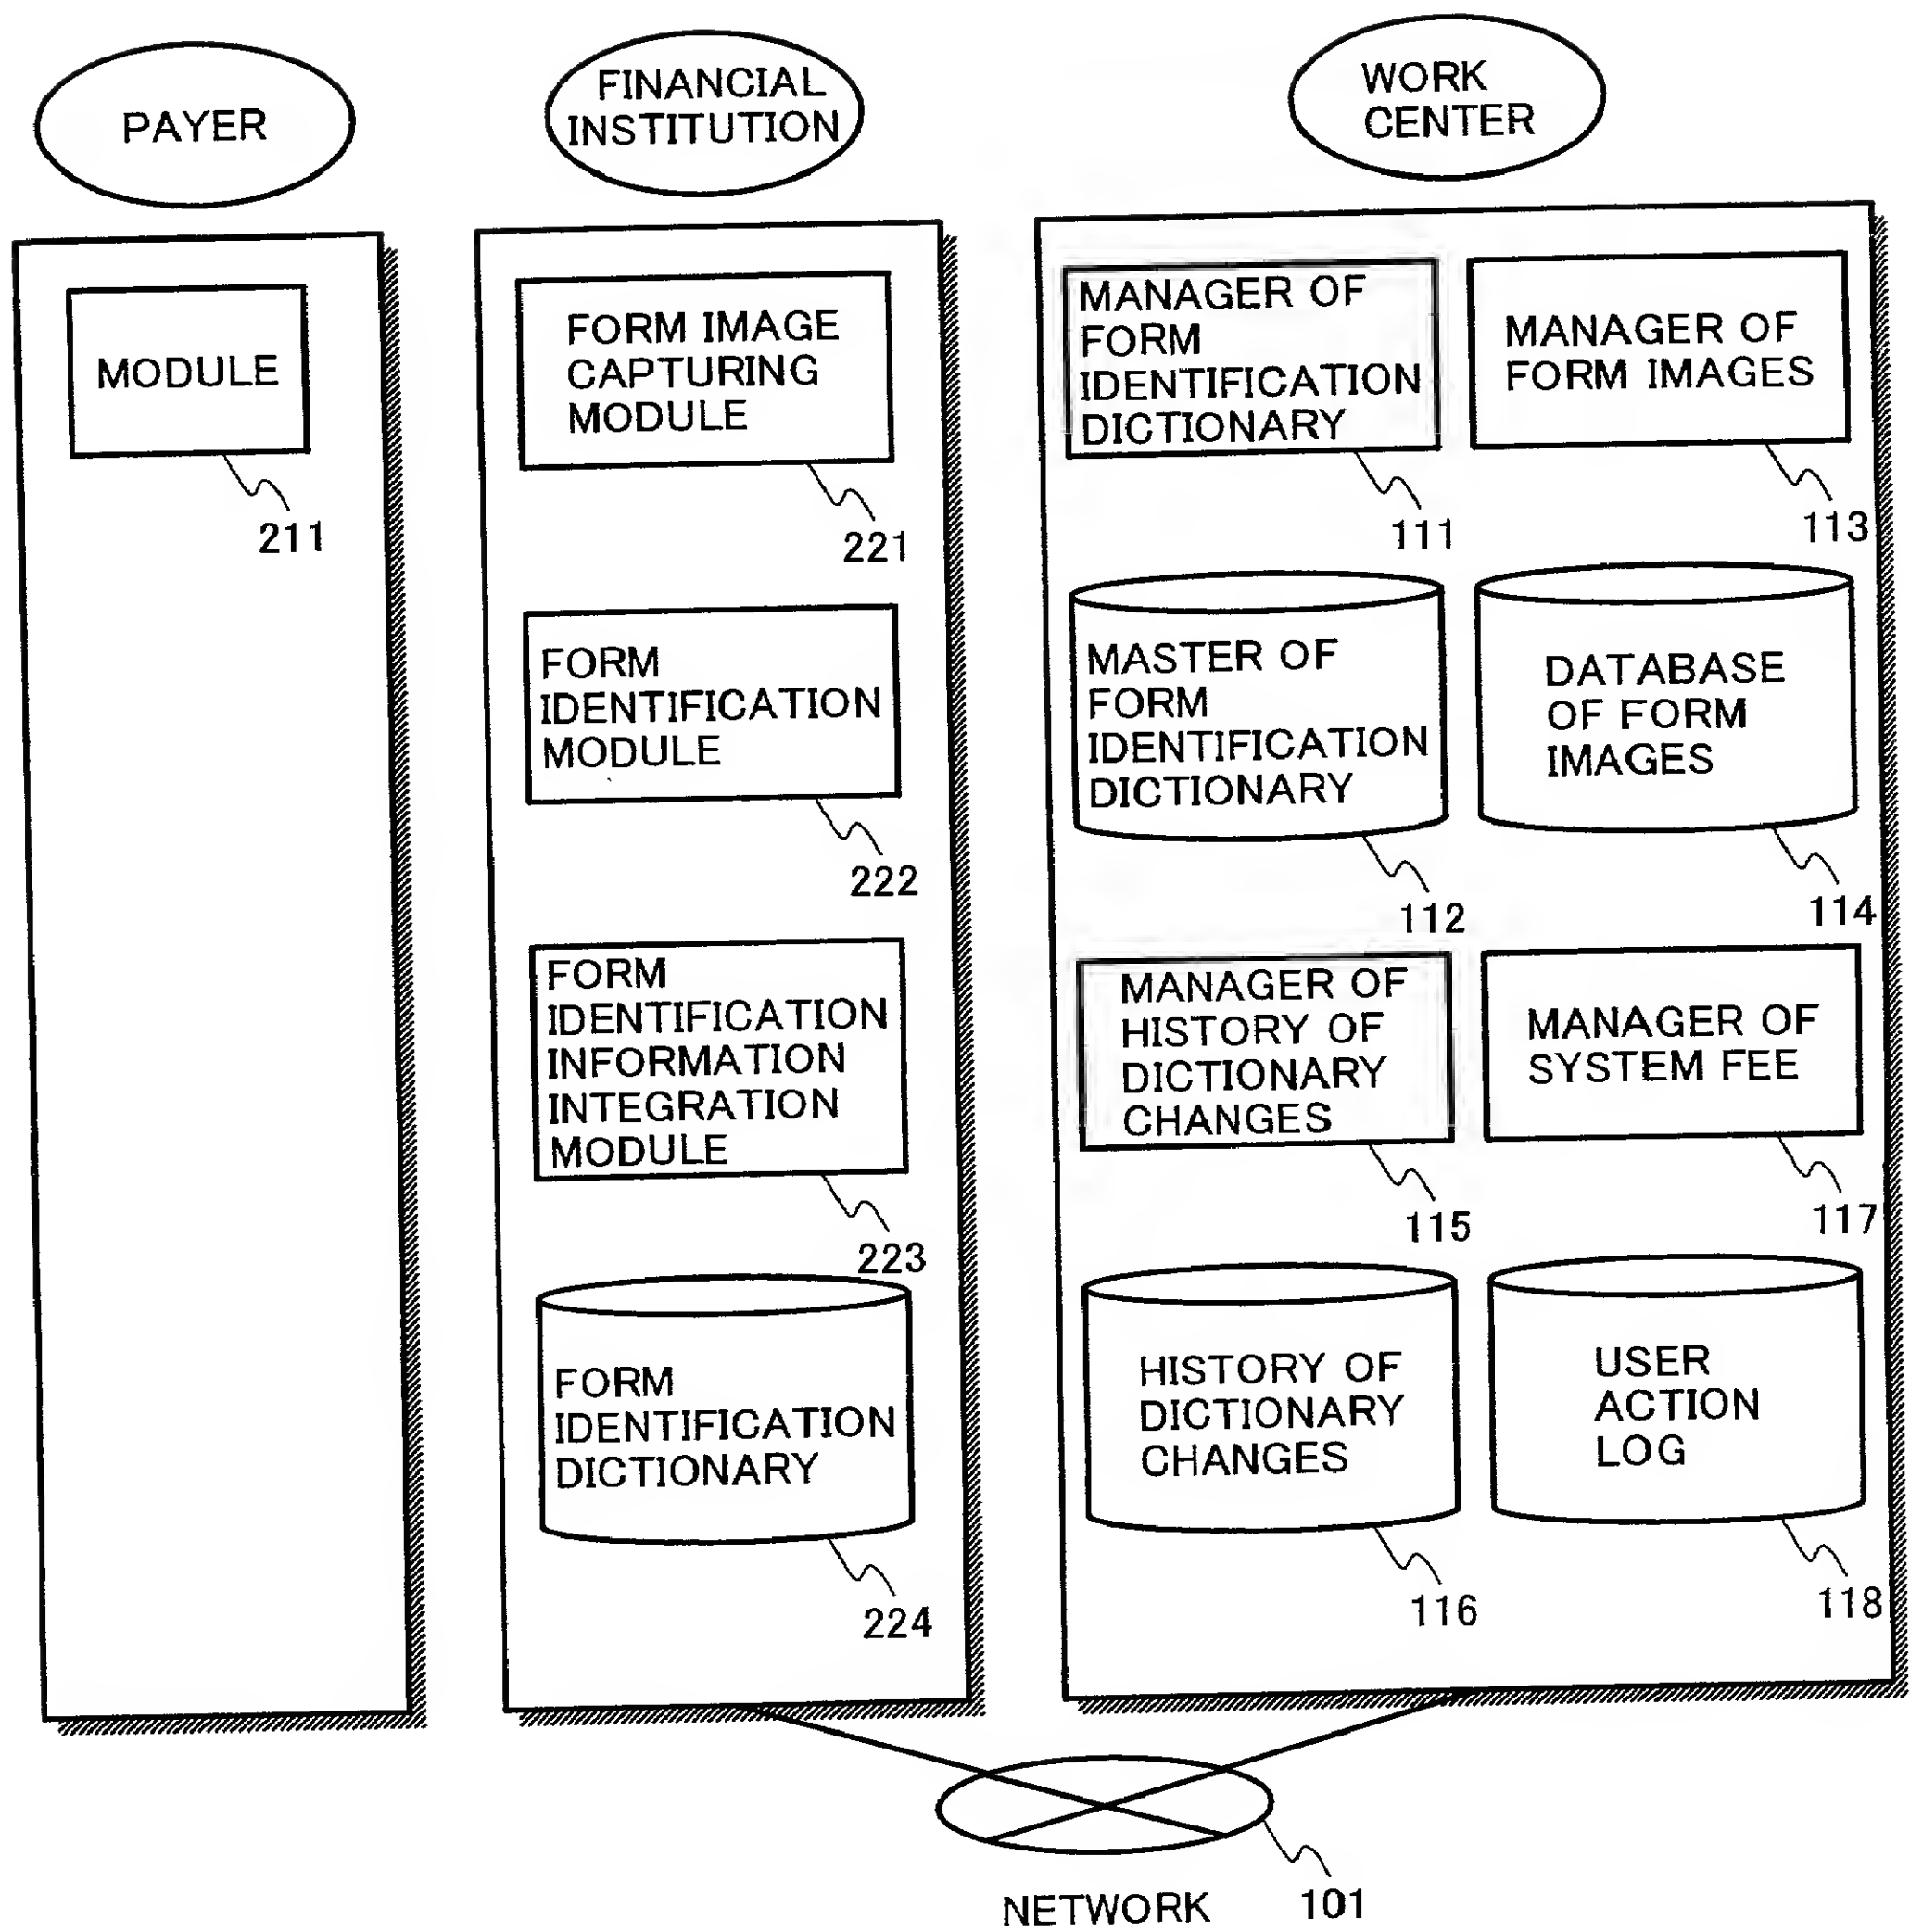 PAYER
MODULE
211
FINANCIAL
INSTITUTION
FORM IMAGE
CAPTURING
MODULE
221
FORM
IDENTIFICATION
MODULE
222
FORM
IDENTIFICATION
INFORMATION
INTEGRATION
MODULE
223
FORM
IDENTIFICATION
DICTIONARY
224
WORK
CENTER
MANAGER OF
FORM
IDENTIFICATION
DICTIONARY
111
MANAGER OF
FORM IMAGES
113
MASTER OF
FORM
IDENTIFICATION
DICTIONARY
112
DATABASE
OF FORM
IMAGES
114
MANAGER OF
HISTORY OF
DICTIONARY
CHANGES
115
MANAGER OF
SYSTEM FEE
117
HISTORY OF
DICTIONARY
CHANGES
116
USER
ACTION
LOG
118
NETWORK
101